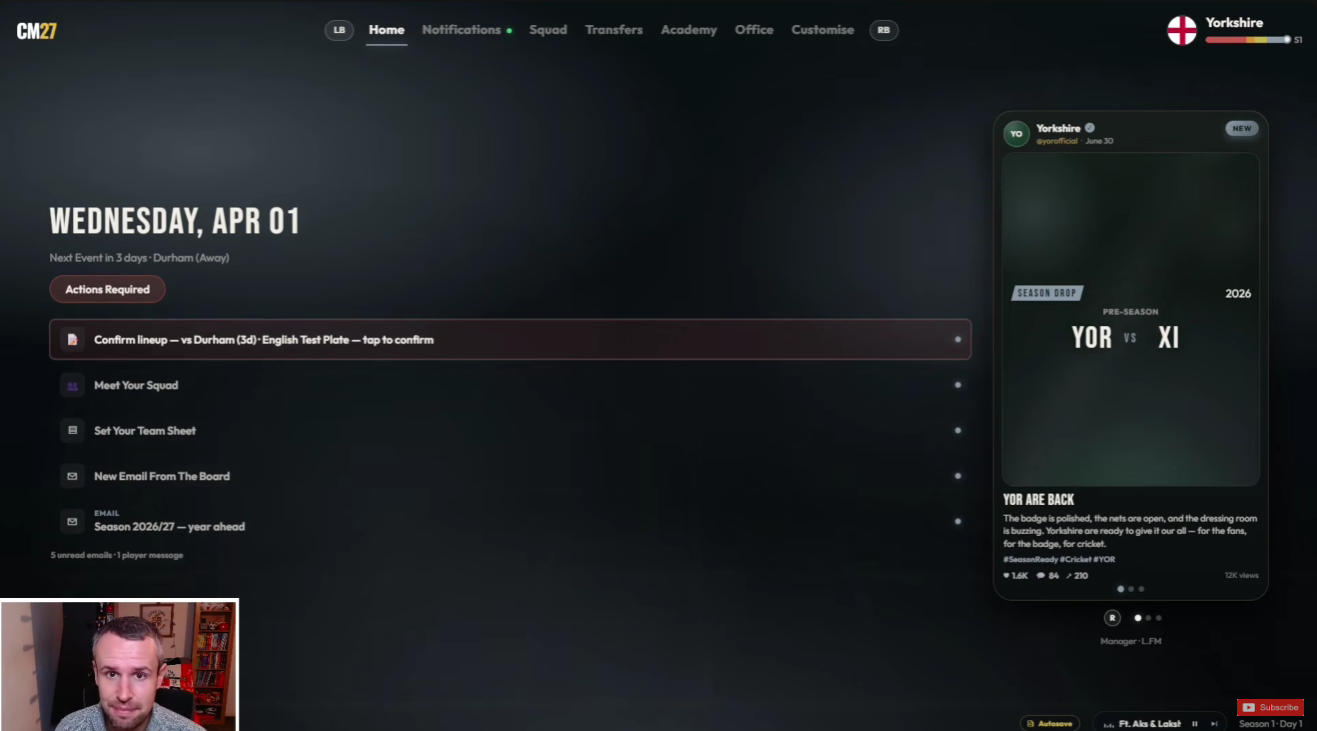 CM27
LB Home Notifications Squad Transfers Academy Office Customise RB
Yorkshire
51
WEDNESDAY, APR 01
Next Event in 3 days · Durham (Away)
Actions Required
Confirm lineup — vs Durham (3d) · English Test Plate — tap to confirm
Meet Your Squad
Set Your Team Sheet
New Email From The Board
EMAIL
Season 2026/27 — year ahead
5 unread emails · 1 player message
YO Yorkshire NEW
@yorofficial · June 30
SEASON DROP 2026
PRE-SEASON
YOR VS XI
YOR ARE BACK
The badge is polished, the nets are open, and the dressing room
is buzzing. Yorkshire are ready to give it our all — for the fans,
for the badge, for cricket.
#SeasonReady #Cricket #YOR
1.6K 84 210 12K views
R
Manager · L.FM
Subscribe
Autosave Ft. Aks & Laksh Season 1 · Day 1